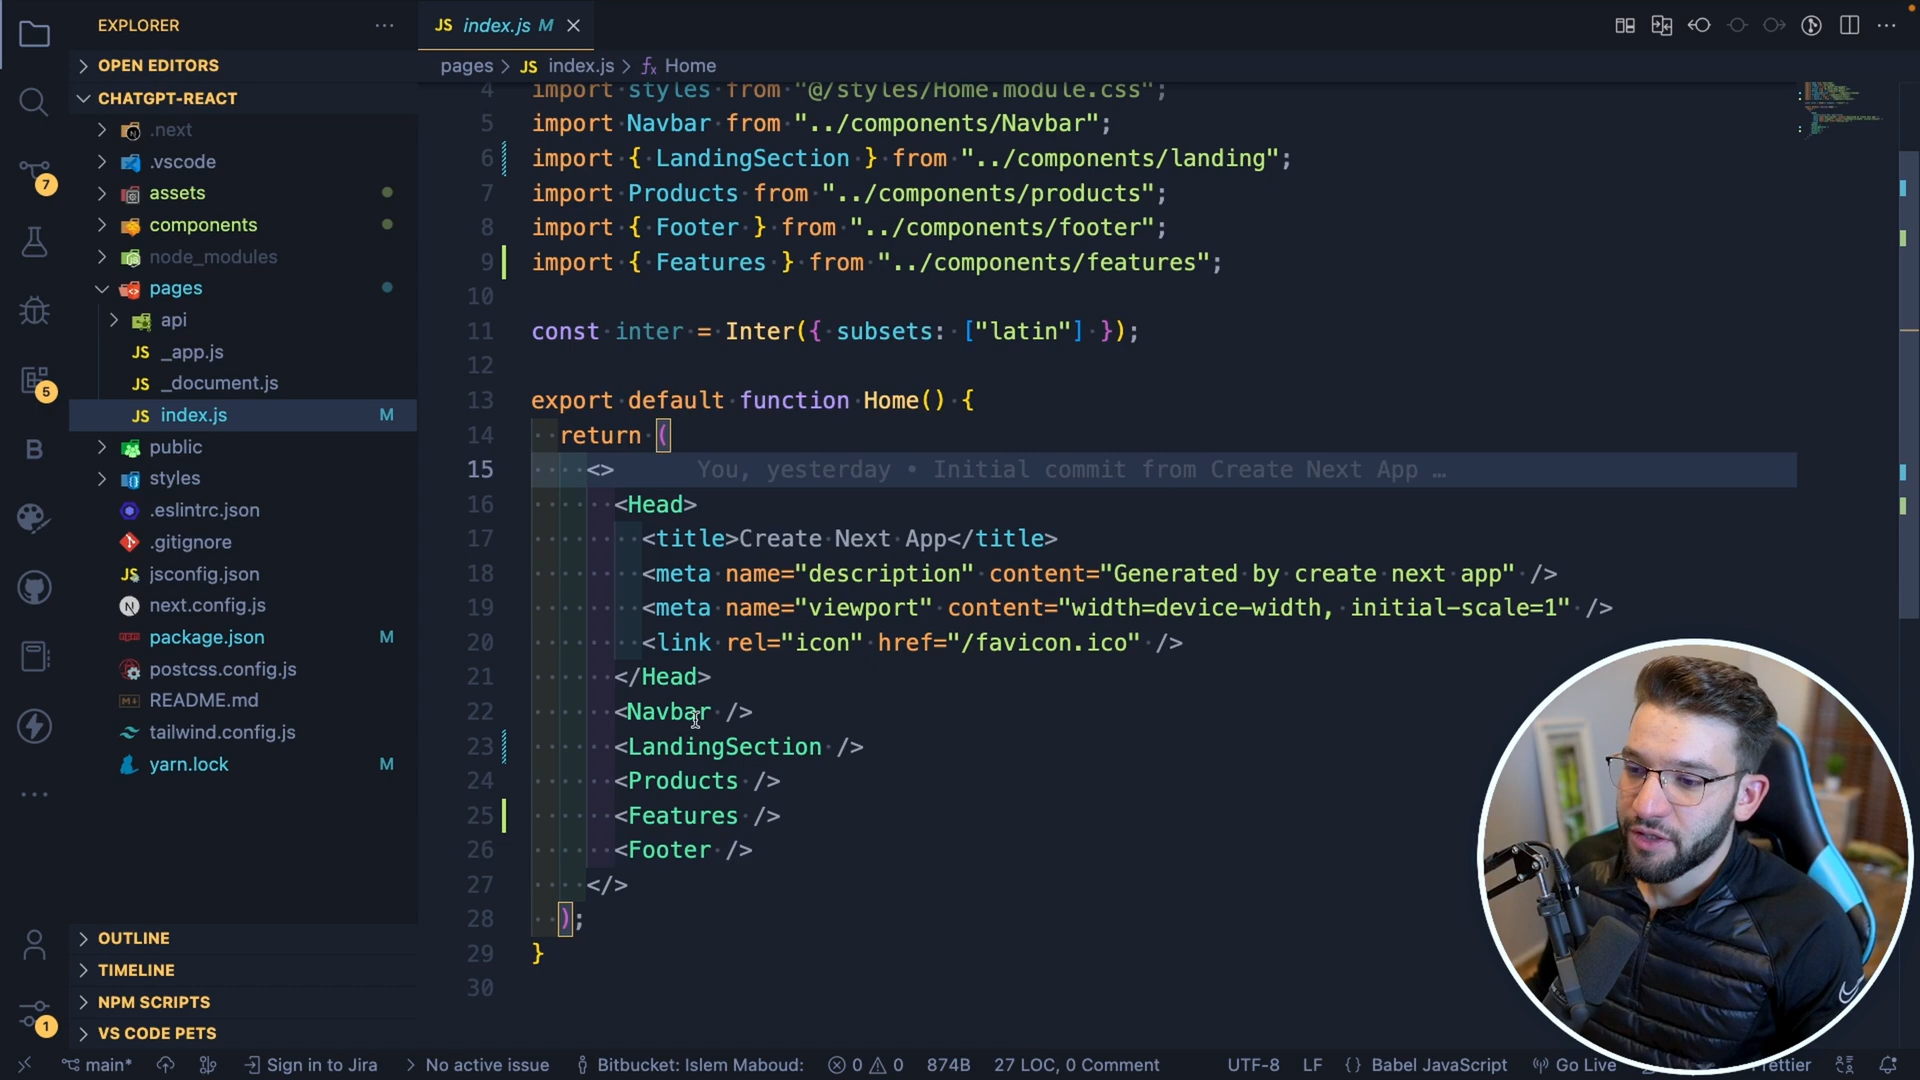 EXPLORER
OPEN EDITORS
CHATGPT-REACT
.next
.vscode
assets
components
node_modules
pages
api
_app.js
_document.js
JS index.js M
public
styles
.eslintrc.json
.gitignore
jsconfig.json
next.config.js
package.json M
postcss.config.js
README.md
tailwind.config.js
yarn.lock M
OUTLINE
TIMELINE
NPM SCRIPTS
VS CODE PETS
7
5
B
1
JS index.js M
pages > JS index.js > Home
4 import styles from "@/styles/Home.module.css";
5 import Navbar from "../components/Navbar";
6 import { LandingSection } from "../components/landing";
7 import Products from "../components/products";
8 import { Footer } from "../components/footer";
9 import { Features } from "../components/features";
10
11 const inter = Inter({ subsets: ["latin"] });
12
13 export default function Home() {
14 return (
15 <> You, yesterday • Initial commit from Create Next App …
16 <Head>
17 <title>Create Next App</title>
18 <meta name="description" content="Generated by create next app" />
19 <meta name="viewport" content="width=device-width, initial-scale=1" />
20 <link rel="icon" href="/favicon.ico" />
21 </Head>
22 <Navbar />
23 <LandingSection />
24 <Products />
25 <Features />
26 <Footer />
27 </>
28 );
29 }
30
main* Sign in to Jira > No active issue Bitbucket: Islem Maboud: 0 0 874B 27 LOC, 0 Comment UTF-8 LF { } Babel JavaScript Go Live Prettier